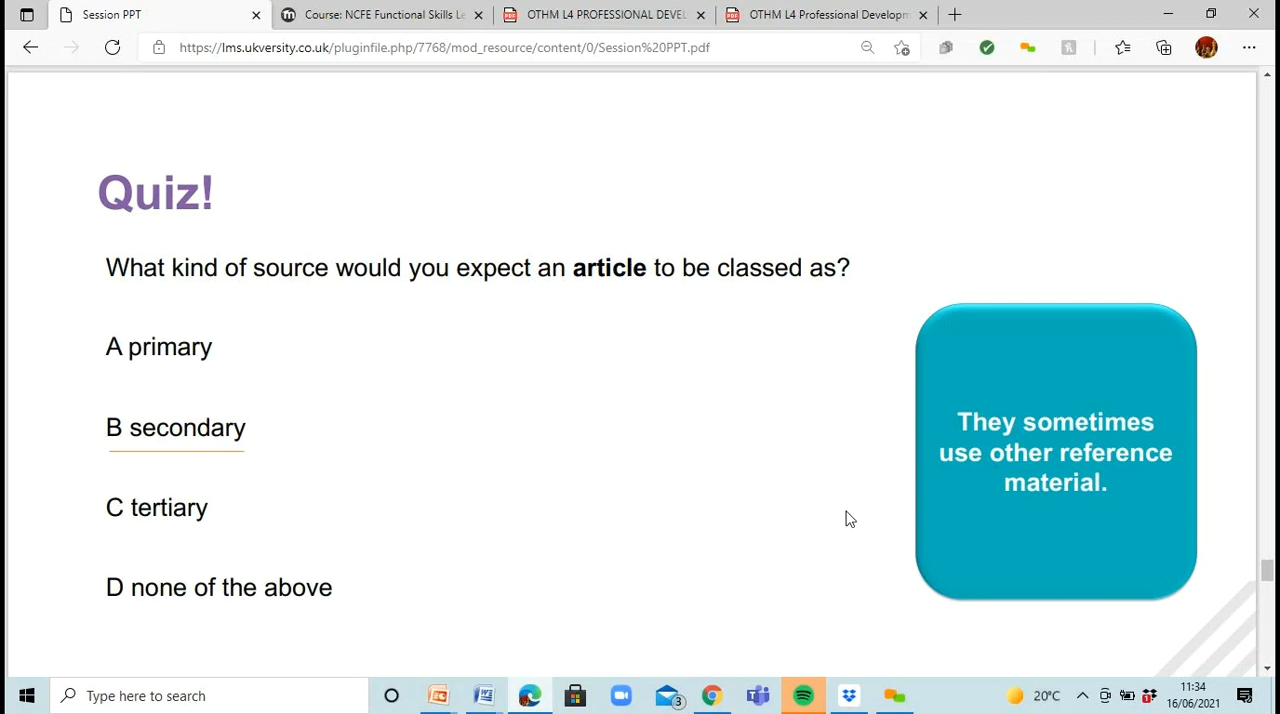 Session PPT
Course: NCFE Functional Skills Le
OTHM L4 PROFESSIONAL DEVEL
OTHM L4 Professional Developm
https://lms.ukversity.co.uk/pluginfile.php/7768/mod_resource/content/0/Session%20PPT.pdf
Quiz!
What kind of source would you expect an article to be classed as?
A primary
B secondary
C tertiary
D none of the above
They sometimes
use other reference
material.
Type here to search
3
20°C
11:34
16/06/2021